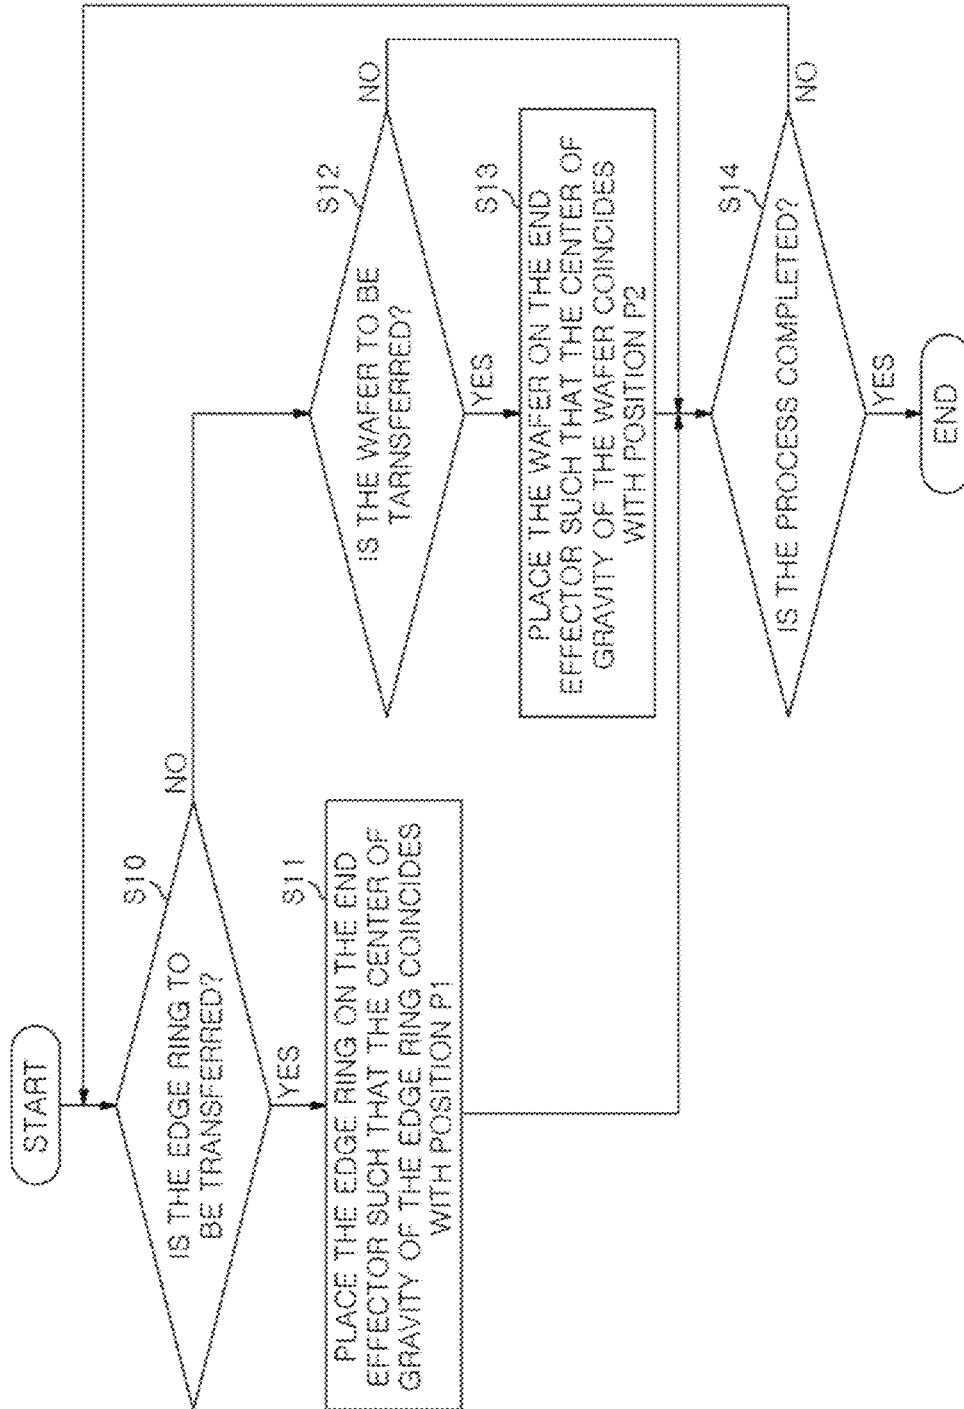 START
S10
IS THE EDGE RING TO
BE TRANSFERRED?
NO
YES
S11
PLACE THE EDGE RING ON THE END
EFFECTOR SUCH THAT THE CENTER OF
GRAVITY OF THE EDGE RING COINCIDES
WITH POSITION P1
S12
IS THE WAFER TO BE
TARNSFERRED?
NO
YES
S13
PLACE THE WAFER ON THE END
EFFECTOR SUCH THAT THE CENTER OF
GRAVITY OF THE WAFER COINCIDES
WITH POSITION P2
S14
IS THE PROCESS COMPLETED?
NO
YES
END